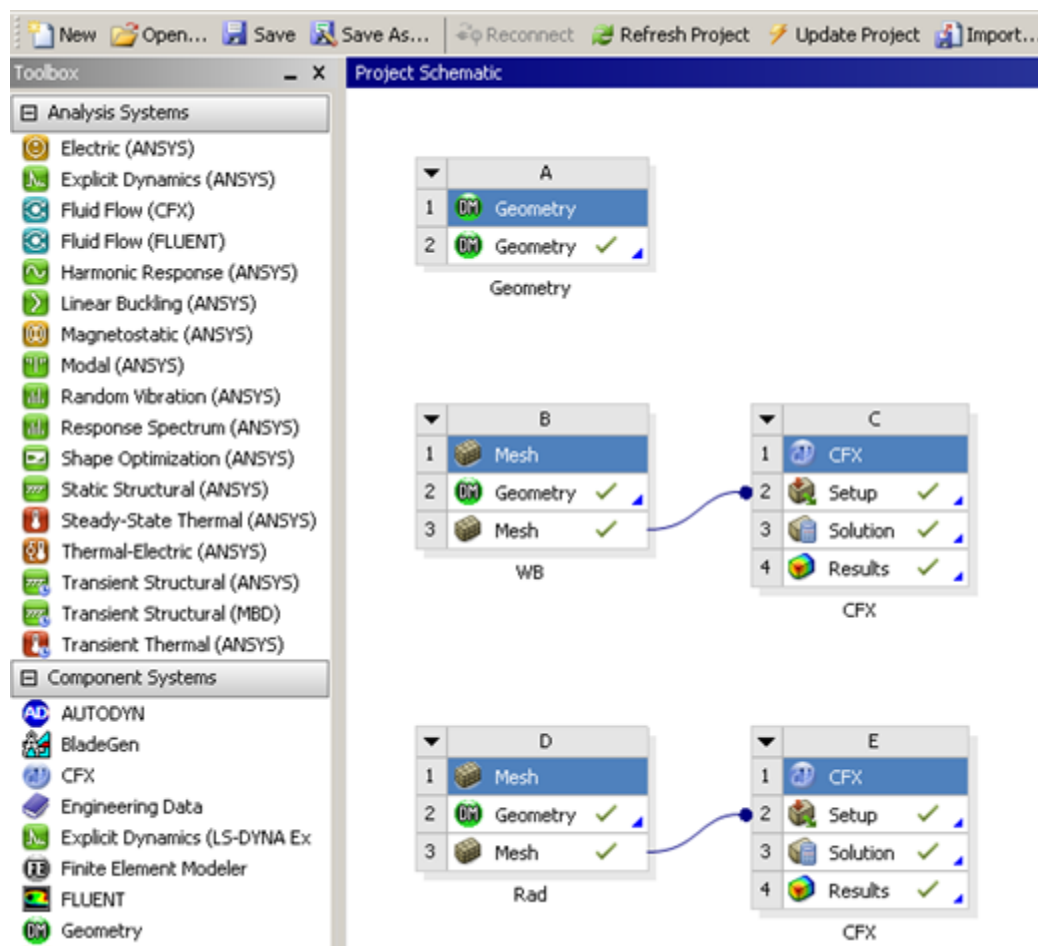 New Open... Save Save As... Reconnect Refresh Project Update Project Import...
Toolbox
Project Schematic
Analysis Systems
Electric (ANSYS)
Explicit Dynamics (ANSYS)
Fluid Flow (CFX)
Fluid Flow (FLUENT)
Harmonic Response (ANSYS)
Linear Buckling (ANSYS)
Magnetostatic (ANSYS)
Modal (ANSYS)
Random Vibration (ANSYS)
Response Spectrum (ANSYS)
Shape Optimization (ANSYS)
Static Structural (ANSYS)
Steady-State Thermal (ANSYS)
Thermal-Electric (ANSYS)
Transient Structural (ANSYS)
Transient Structural (MBD)
Transient Thermal (ANSYS)
Component Systems
AUTODYN
BladeGen
CFX
Engineering Data
Explicit Dynamics (LS-DYNA Ex
Finite Element Modeler
FLUENT
Geometry
A
1 DM Geometry
2 DM Geometry
Geometry
B
1 Mesh
2 DM Geometry
3 Mesh
WB
C
1 CFX
2 Setup
3 Solution
4 Results
CFX
D
1 Mesh
2 DM Geometry
3 Mesh
Rad
E
1 CFX
2 Setup
3 Solution
4 Results
CFX